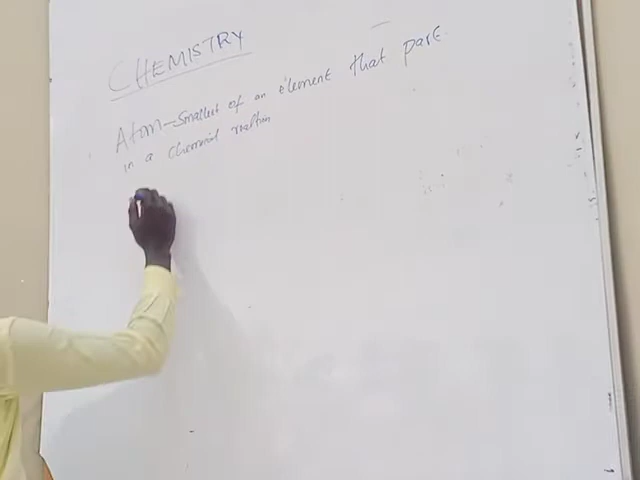 CHEMISTRY
Atom - Smallest of an element that part
in a chemical reaction